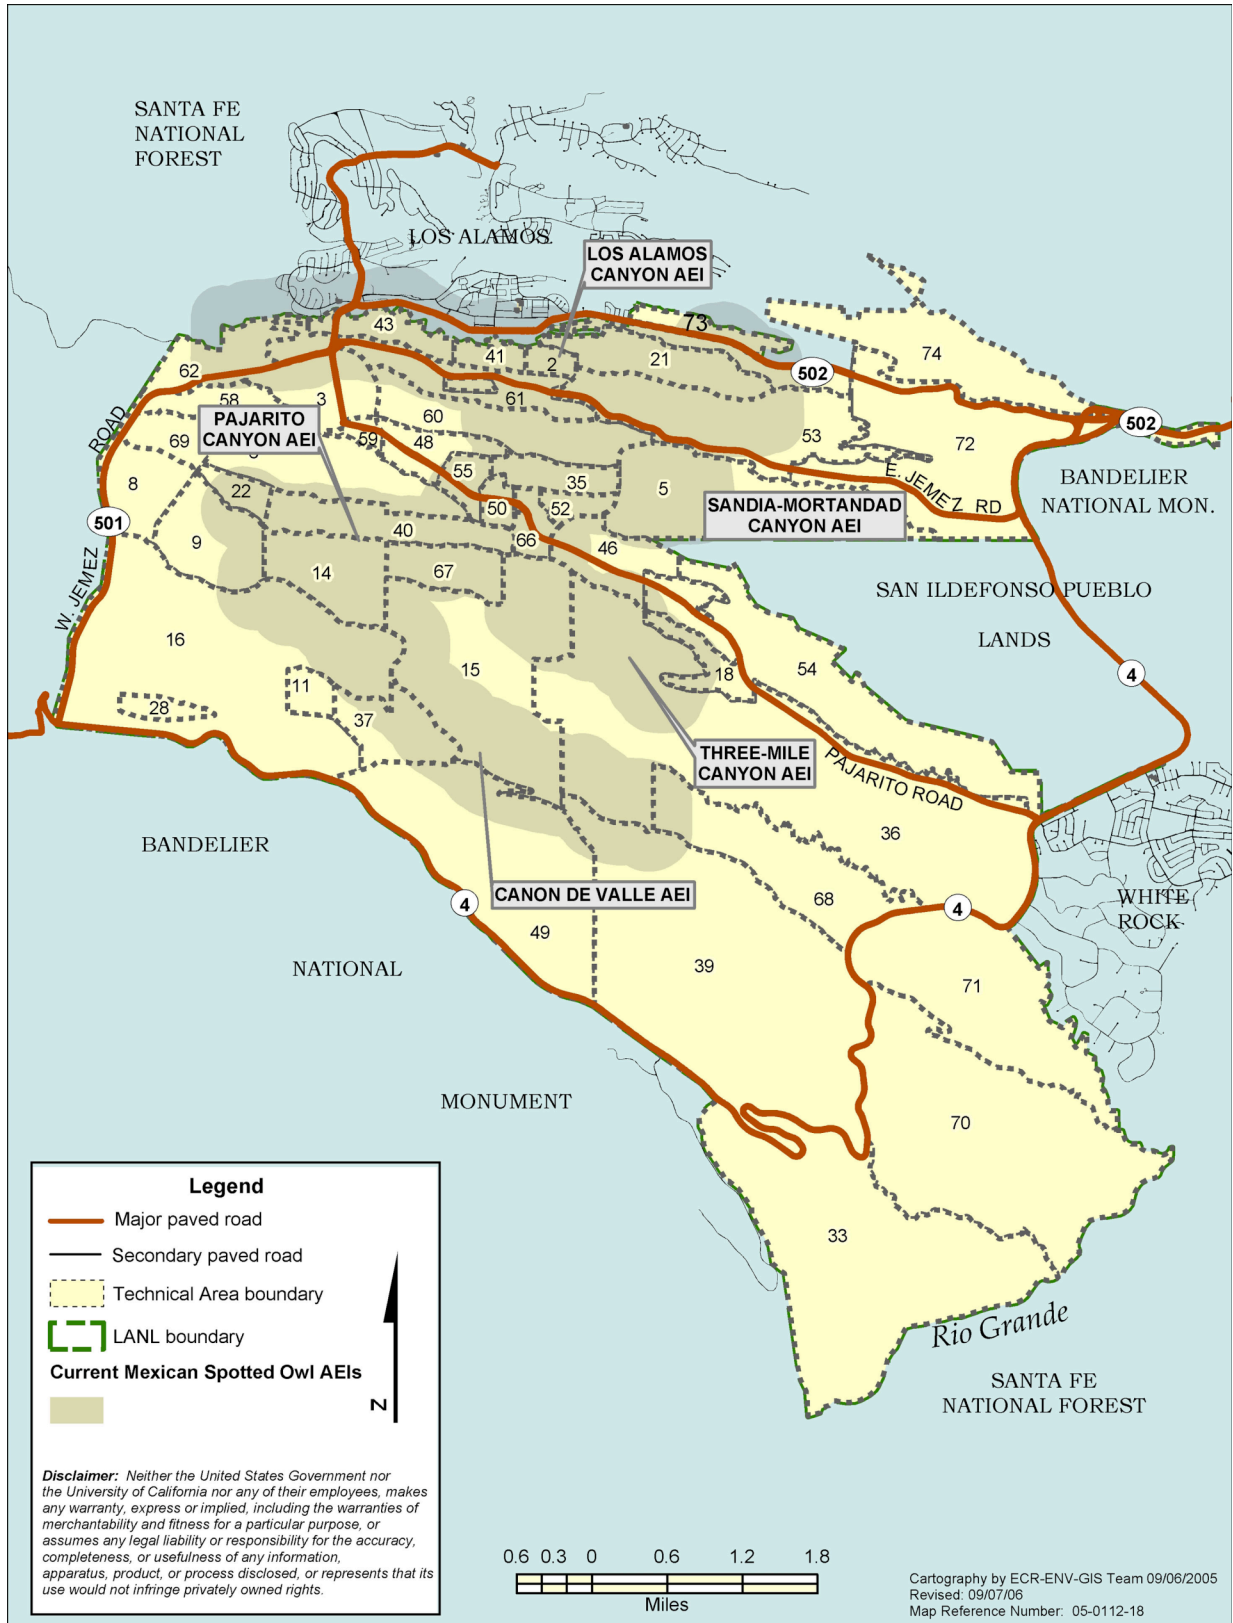 SANTA FE
NATIONAL
FOREST
LOS ALAMOS
LOS ALAMOS
CANYON AEI
43
73
41
2
21
74
62
502
58
3
61
60
53
502
PAJARITO
CANYON AEI
59
48
72
ROAD
69
55
BANDELIER
NATIONAL MON.
8
22
35
5
E. JEMEZ RD
SANDIA-MORTANDAD
CANYON AEI
501
50
52
40
9
66
46
14
67
W. JEMEZ
SAN ILDEFONSO PUEBLO
LANDS
16
15
54
18
4
11
28
37
THREE-MILE
CANYON AEI
PAJARITO ROAD
36
BANDELIER
CANON DE VALLE AEI
68
WHITE
ROCK
4
4
49
39
NATIONAL
71
MONUMENT
70
33
Rio Grande
SANTA FE
NATIONAL FOREST
Legend
Major paved road
Secondary paved road
Technical Area boundary
LANL boundary
Current Mexican Spotted Owl AEIs
N
Disclaimer: Neither the United States Government nor
the University of California nor any of their employees, makes
any warranty, express or implied, including the warranties of
merchantability and fitness for a particular purpose, or
assumes any legal liability or responsibility for the accuracy,
completeness, or usefulness of any information,
apparatus, product, or process disclosed, or represents that its
use would not infringe privately owned rights.
0.6 0.3 0 0.6 1.2 1.8
Miles
Cartography by ECR-ENV-GIS Team 09/06/2005
Revised: 09/07/06
Map Reference Number: 05-0112-18